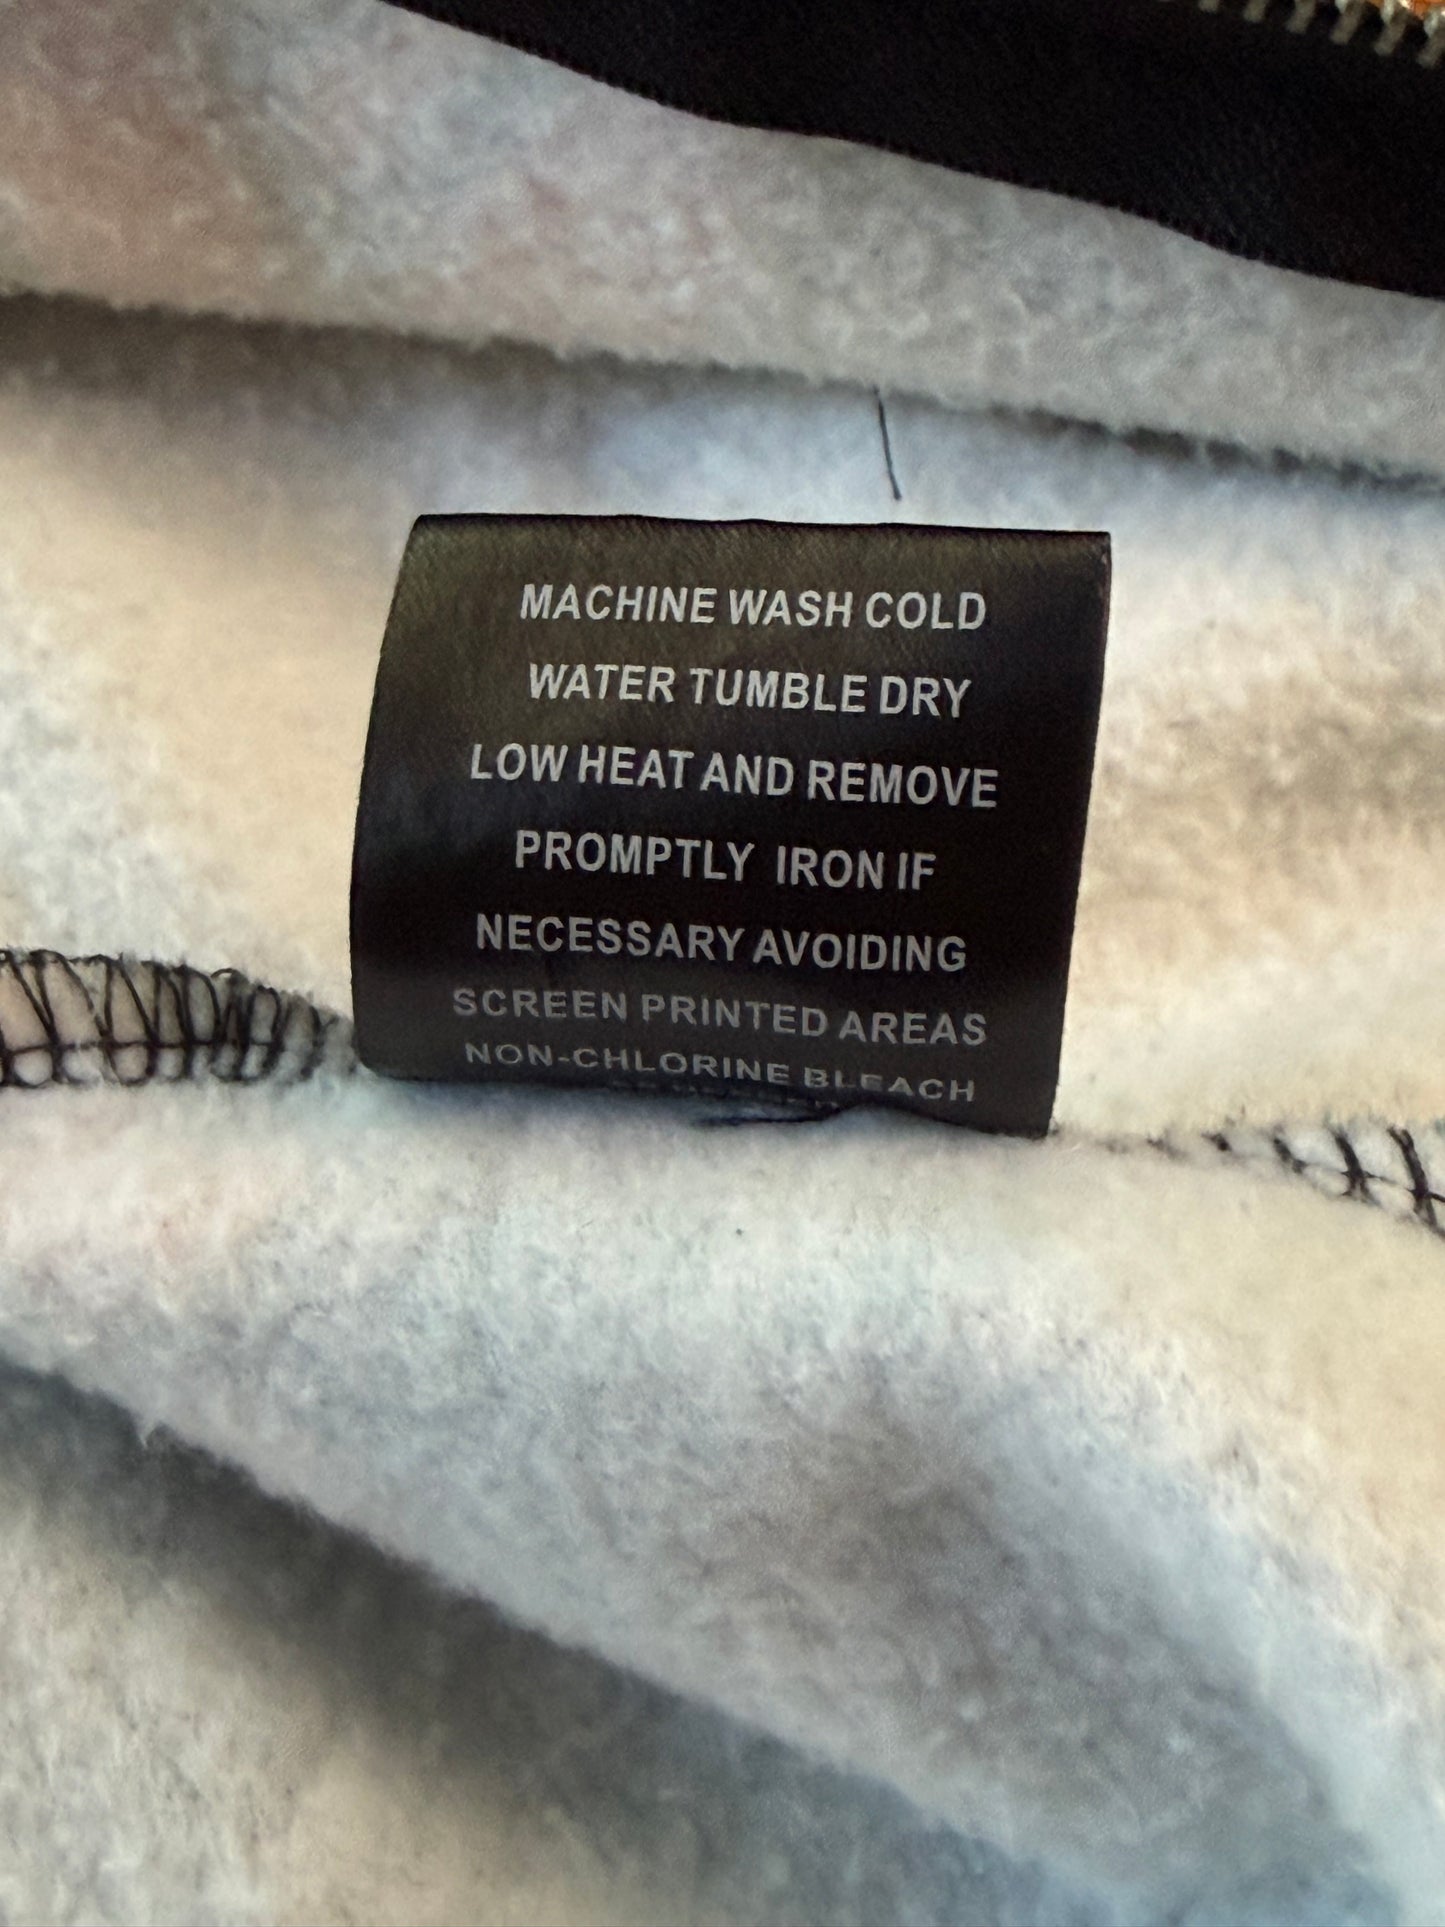 MACHINE WASH COLD
WATER TUMBLE DRY
LOW HEAT AND REMOVE
PROMPTLY IRON IF
NECESSARY AVOIDING
SCREEN PRINTED AREAS
NON-CHLORINE BLEACH